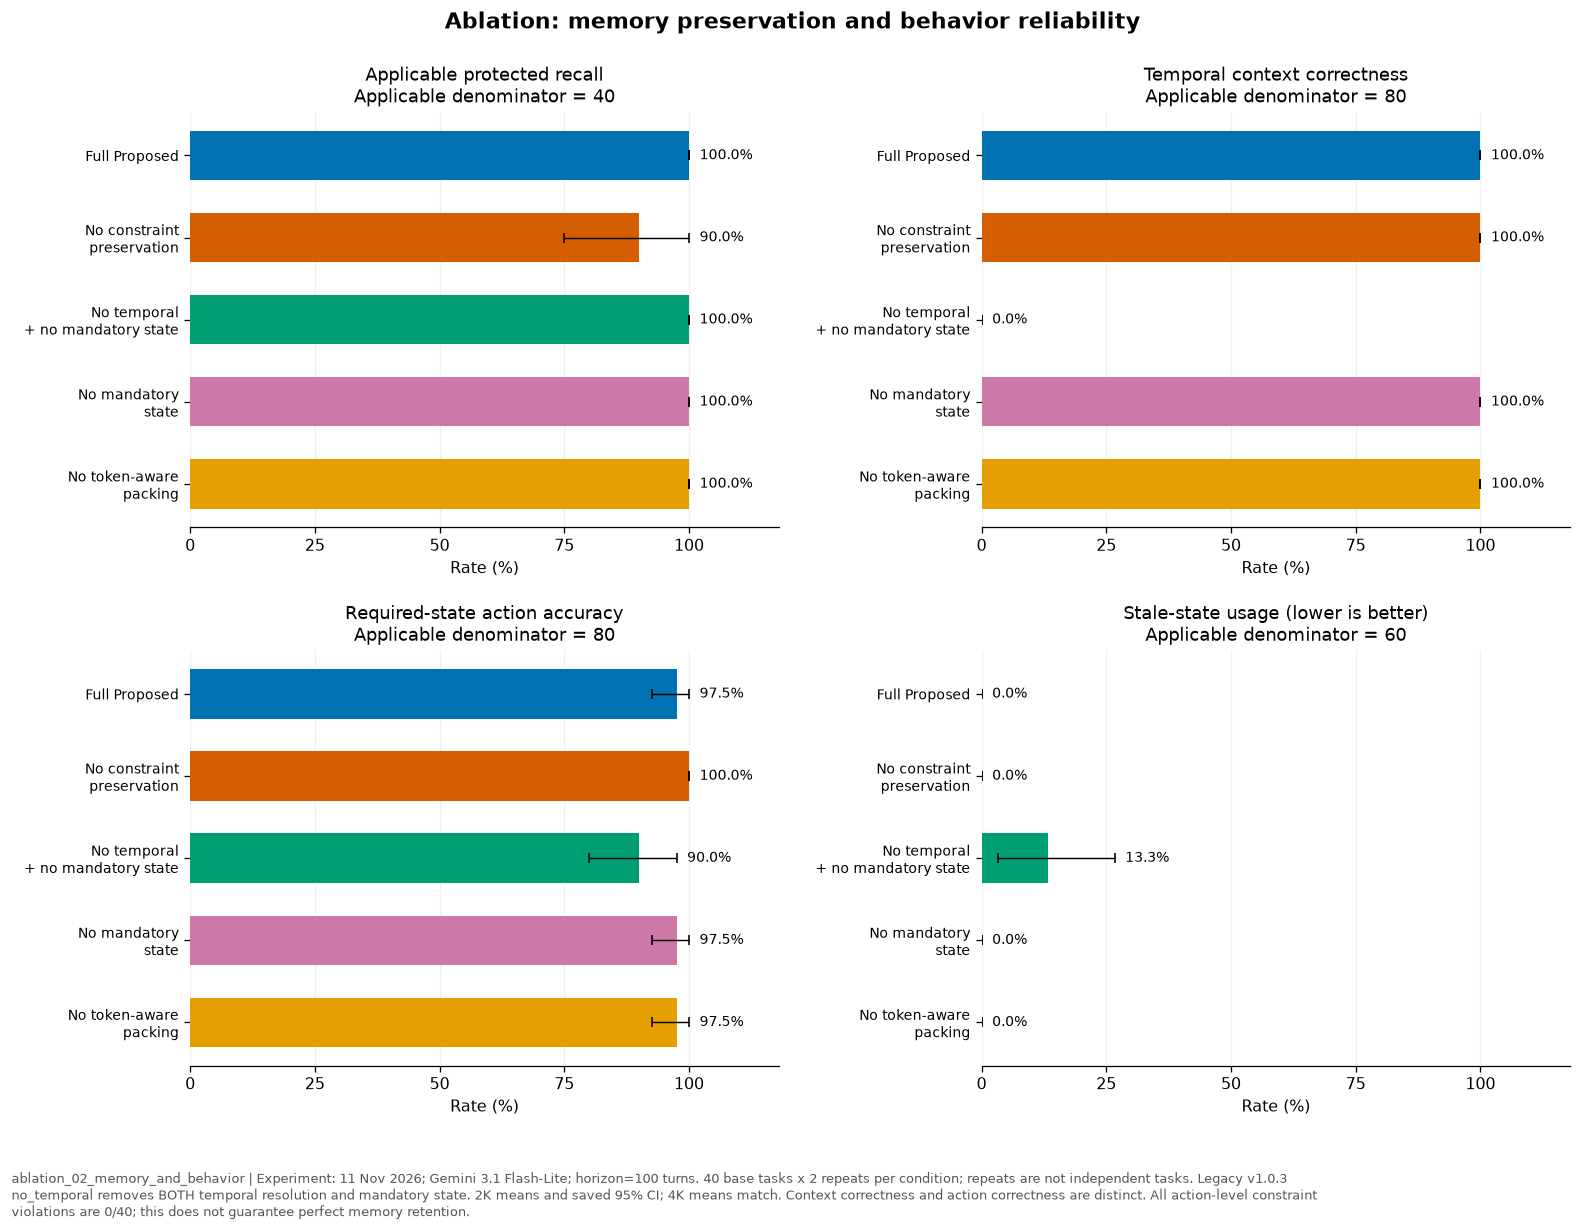 Ablation: memory preservation and behavior reliability
Applicable protected recall
Applicable denominator = 40
Full Proposed
100.0%
No constraint
preservation
90.0%
No temporal
+ no mandatory state
100.0%
No mandatory
state
100.0%
No token-aware
packing
100.0%
0 25 50 75 100
Rate (%)
Temporal context correctness
Applicable denominator = 80
Full Proposed
100.0%
No constraint
preservation
100.0%
No temporal
+ no mandatory state
0.0%
No mandatory
state
100.0%
No token-aware
packing
100.0%
0 25 50 75 100
Rate (%)
Required-state action accuracy
Applicable denominator = 80
Full Proposed
97.5%
No constraint
preservation
100.0%
No temporal
+ no mandatory state
90.0%
No mandatory
state
97.5%
No token-aware
packing
97.5%
0 25 50 75 100
Rate (%)
Stale-state usage (lower is better)
Applicable denominator = 60
Full Proposed
0.0%
No constraint
preservation
0.0%
No temporal
+ no mandatory state
13.3%
No mandatory
state
0.0%
No token-aware
packing
0.0%
0 25 50 75 100
Rate (%)
ablation_02_memory_and_behavior | Experiment: 11 Nov 2026; Gemini 3.1 Flash-Lite; horizon=100 turns. 40 base tasks x 2 repeats per condition; repeats are not independent tasks. Legacy v1.0.3
no_temporal removes BOTH temporal resolution and mandatory state. 2K means and saved 95% CI; 4K means match. Context correctness and action correctness are distinct. All action-level constraint
violations are 0/40; this does not guarantee perfect memory retention.